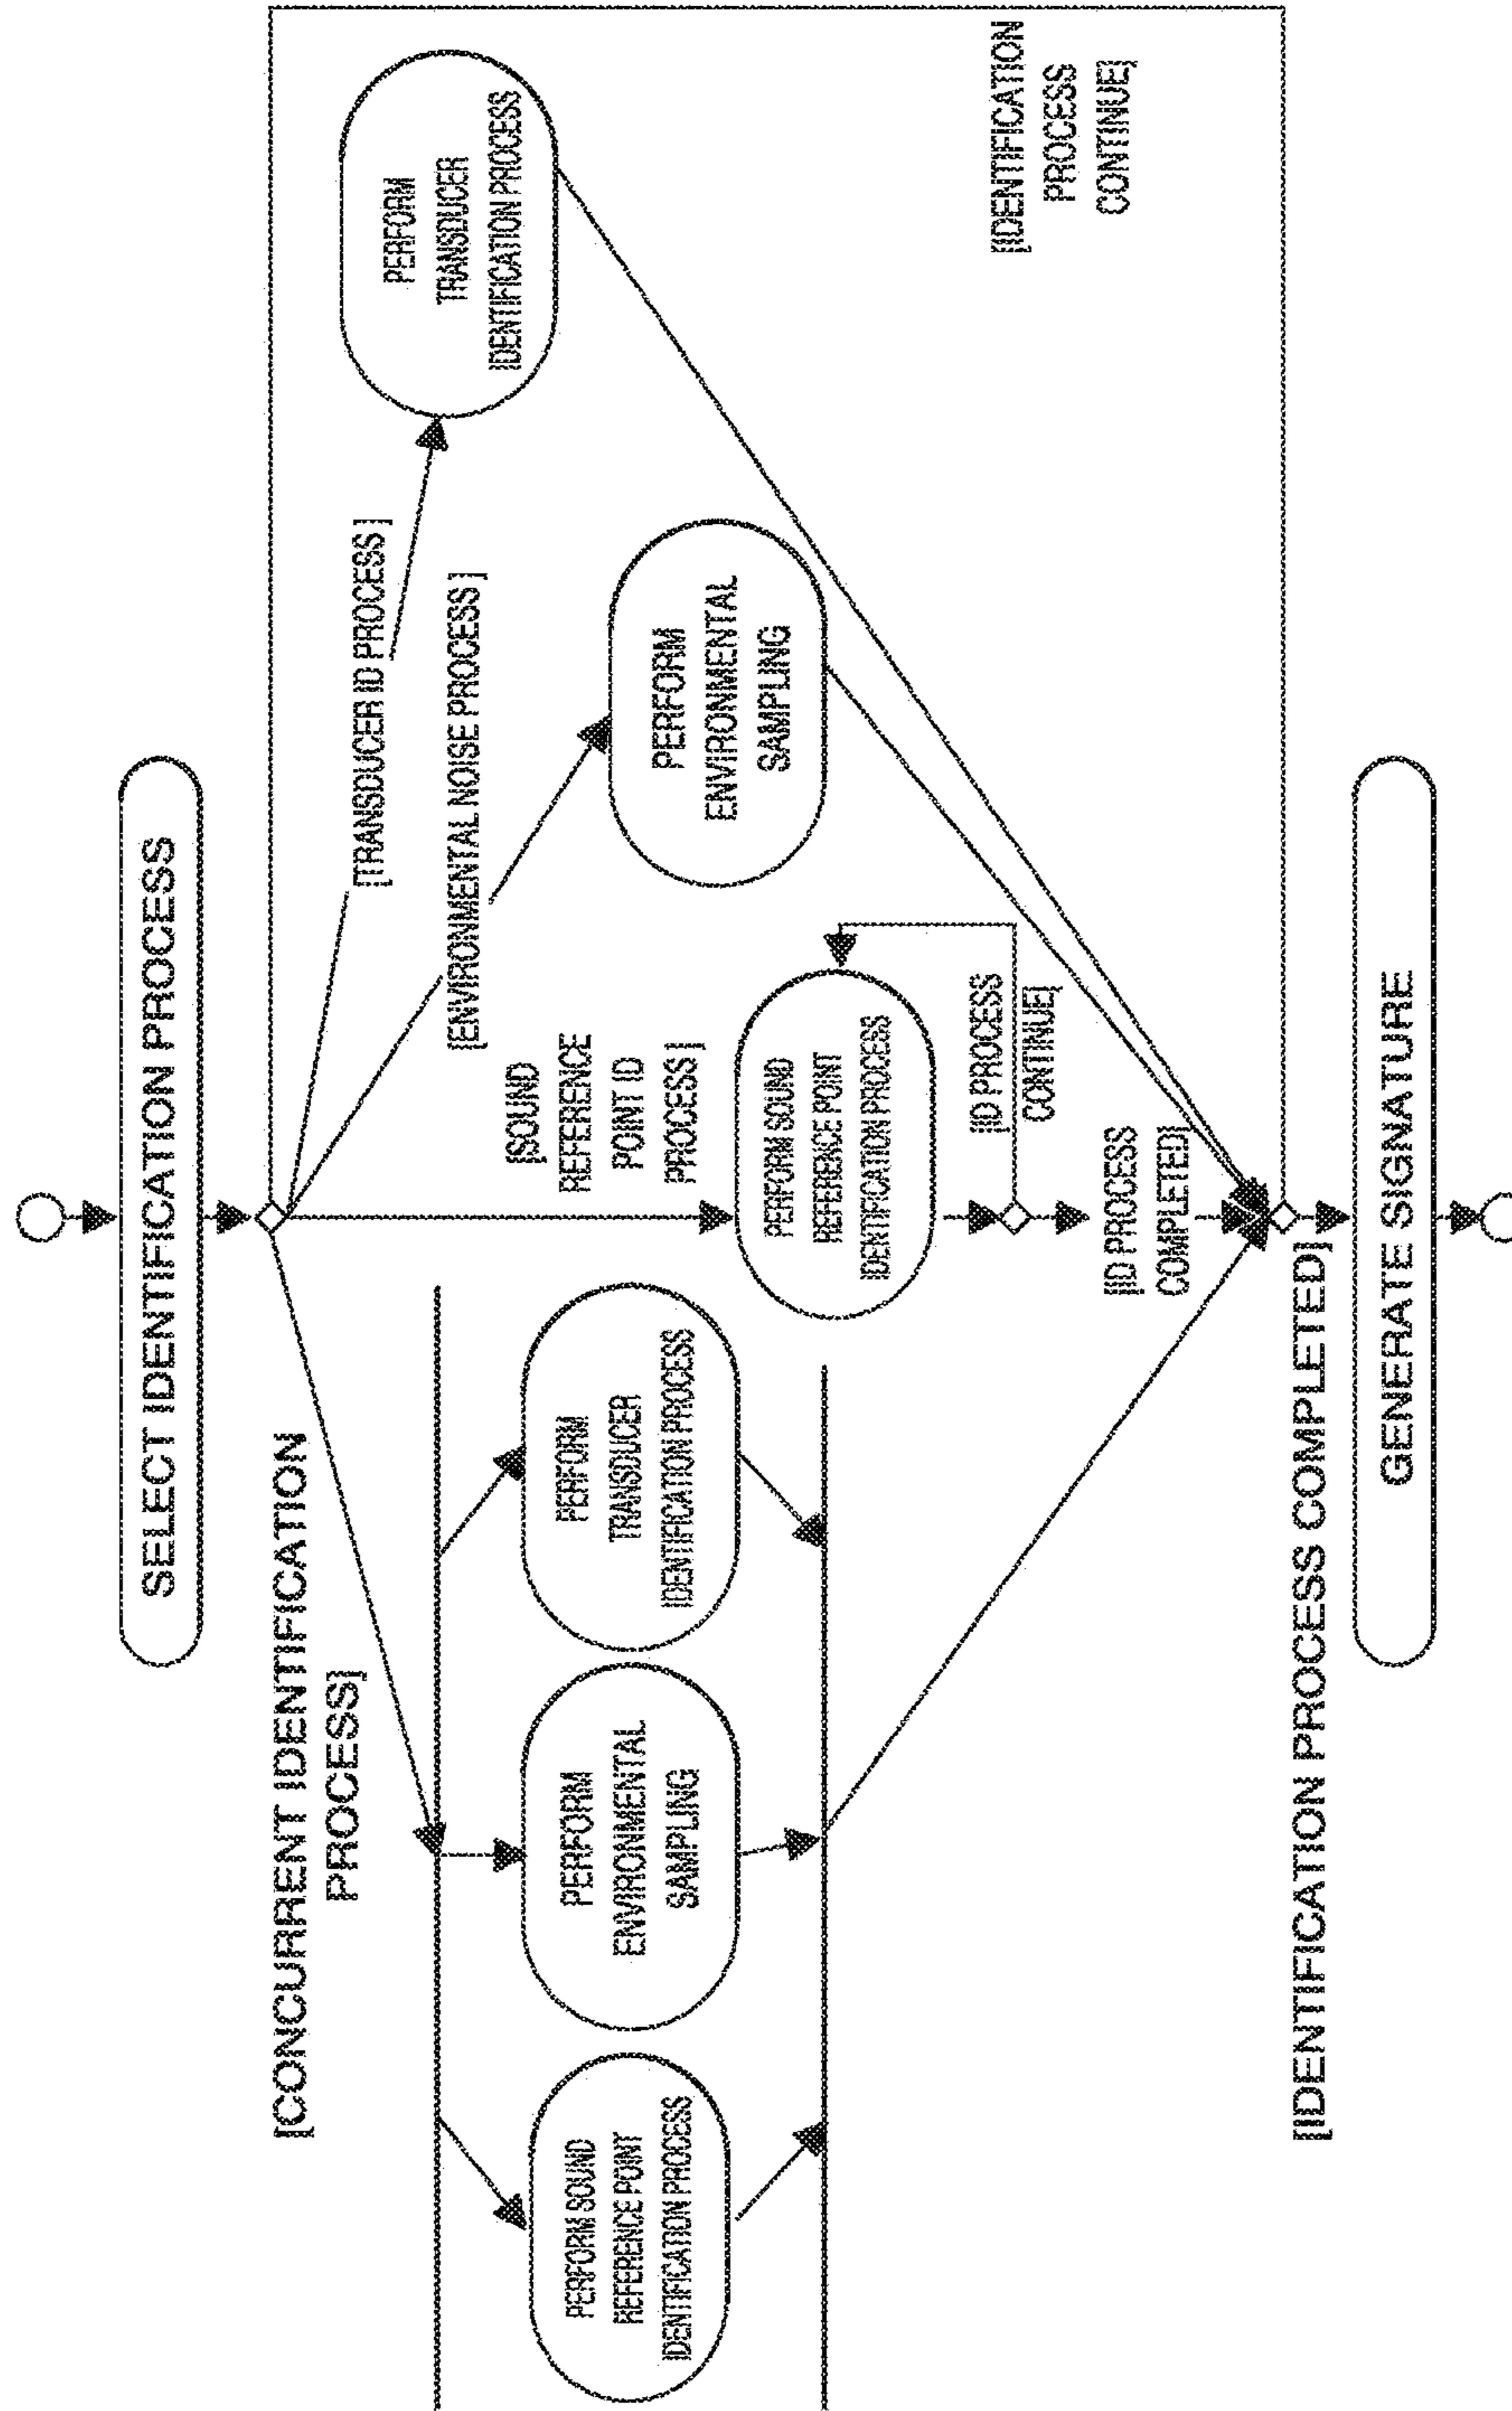 SELECT IDENTIFICATION PROCESS
[CONCURRENT IDENTIFICATION
PROCESS]
[TRANSDUCER ID PROCESS]
[ENVIRONMENTAL NOISE PROCESS]
[SOUND
REFERENCE
POINT ID
PROCESS]
PERFORM SOUND
REFERENCE POINT
IDENTIFICATION PROCESS
PERFORM
ENVIRONMENTAL
SAMPLING
PERFORM
TRANSDUCER
IDENTIFICATION PROCESS
PERFORM SOUND
REFERENCE POINT
IDENTIFICATION PROCESS
PERFORM
ENVIRONMENTAL
SAMPLING
PERFORM
TRANSDUCER
IDENTIFICATION PROCESS
[ID PROCESS
CONTINUE]
[ID PROCESS
COMPLETED]
[IDENTIFICATION
PROCESS
CONTINUE]
[IDENTIFICATION PROCESS COMPLETED]
GENERATE SIGNATURE